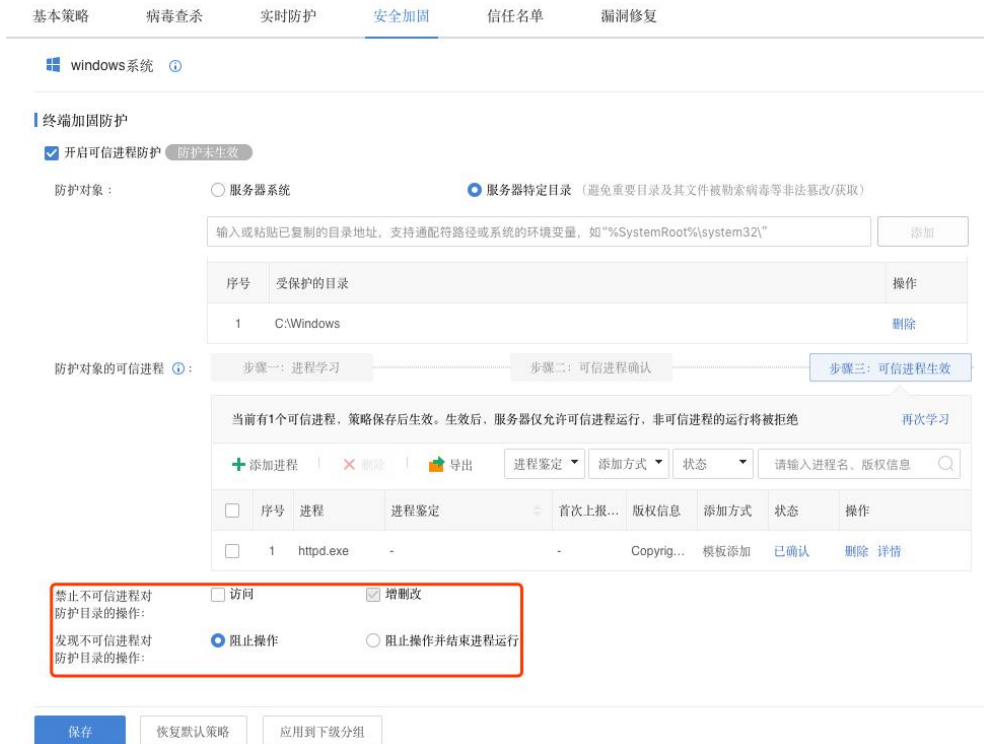 基本策略 病毒查杀 实时防护 安全加固 信任名单 漏洞修复
windows系统
终端加固防护
开启可信进程防护 防护未生效
防护对象： 服务器系统 服务器特定目录 （避免重要目录及其文件被勒索病毒等非法篡改/获取）
输入或粘贴已复制的目录地址，支持通配符路径或系统的环境变量，如"%SystemRoot%\system32\" 添加
序号 受保护的目录 操作
1 C:\Windows 删除
防护对象的可信进程 ： 步骤一：进程学习 步骤二：可信进程确认 步骤三：可信进程生效
当前有1个可信进程，策略保存后生效。生效后，服务器仅允许可信进程运行，非可信进程的运行将被拒绝 再次学习
添加进程 删除 导出 进程鉴定 添加方式 状态 请输入进程名、版权信息
序号 进程 进程鉴定 首次上报... 版权信息 添加方式 状态 操作
1 httpd.exe - - Copyrig... 模板添加 已确认 删除 详情
禁止不可信进程对 访问 增删改
防护目录的操作：
发现不可信进程对 阻止操作 阻止操作并结束进程运行
防护目录的操作：
保存 恢复默认策略 应用到下级分组